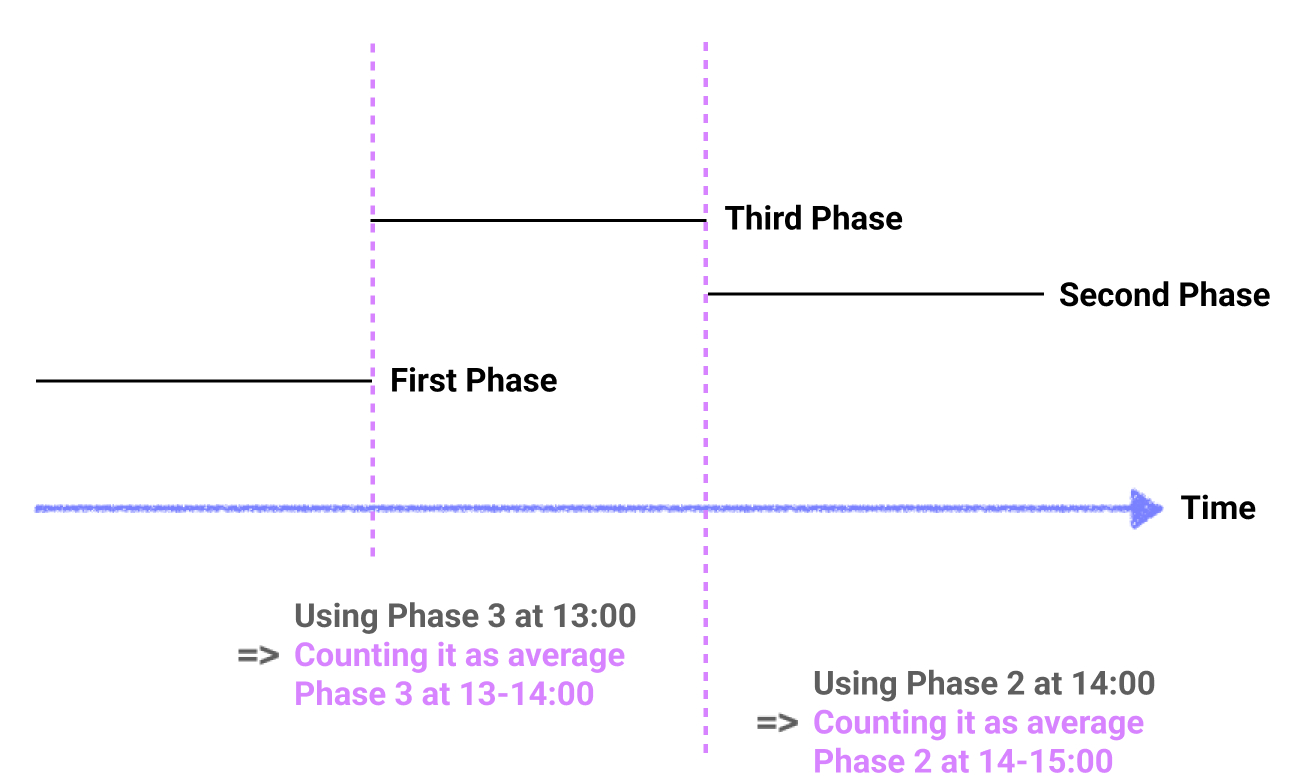 Third Phase
Second Phase
First Phase
Time
Using Phase 3 at 13:00
=> Counting it as average
Phase 3 at 13-14:00
Using Phase 2 at 14:00
=> Counting it as average
Phase 2 at 14-15:00